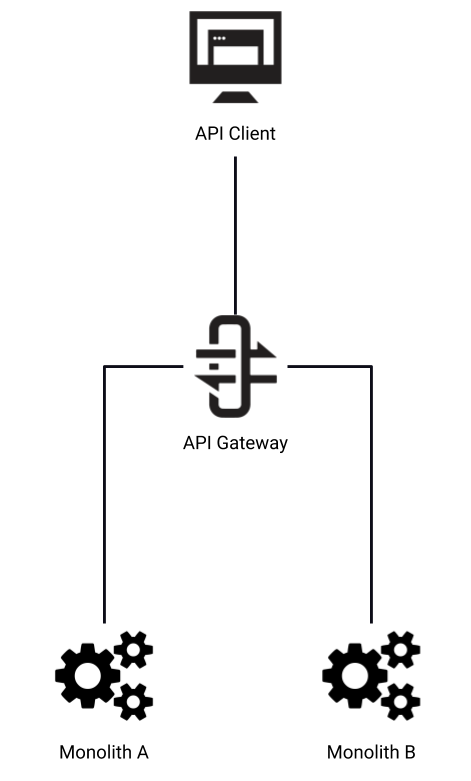 API Client
API Gateway
Monolith A
Monolith B